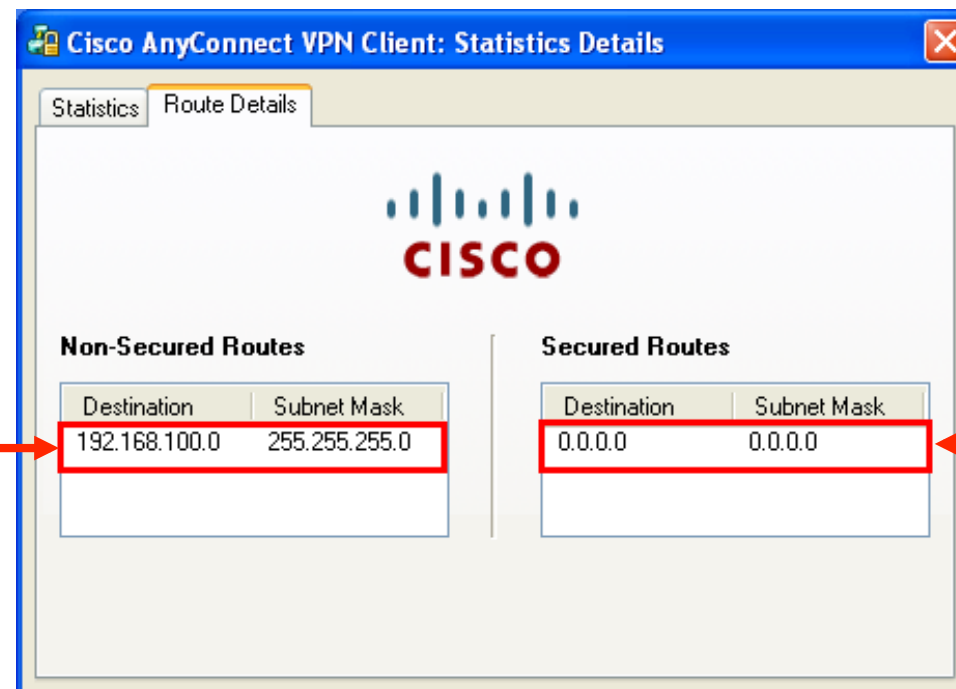 Cisco AnyConnect VPN Client: Statistics Details
Statistics Route Details
CISCO
Non-Secured Routes
Destination Subnet Mask
192.168.100.0 255.255.255.0
Secured Routes
Destination Subnet Mask
0.0.0.0 0.0.0.0